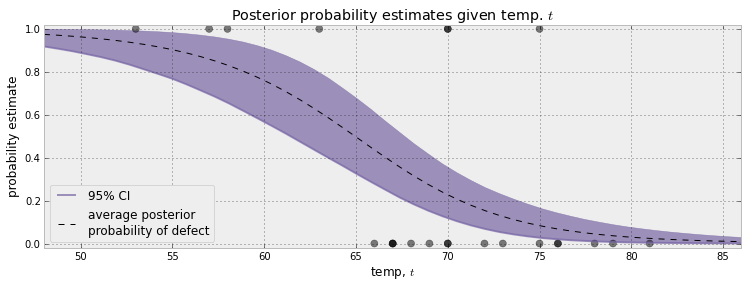 Posterior probability estimates given temp. t
probability estimate
1.0
0.8
0.6
0.4
0.2
0.0
95% CI
average posterior
probability of defect
50 55 60 65 70 75 80 85
temp, t